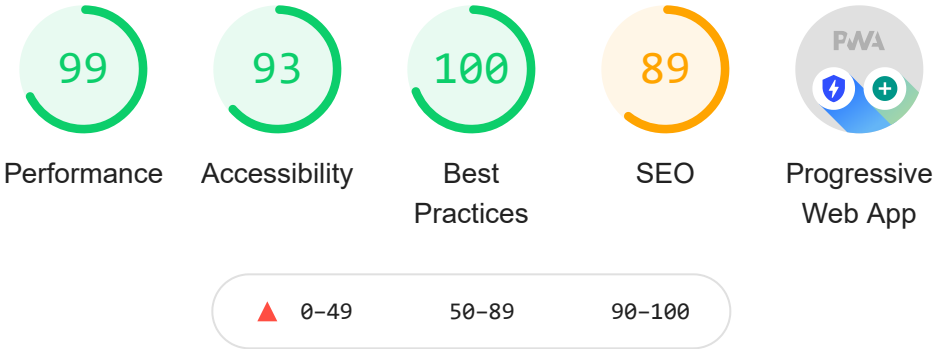 99 93 100 89 PWA
Performance Accessibility Best Practices SEO Progressive Web App
0–49 50–89 90–100